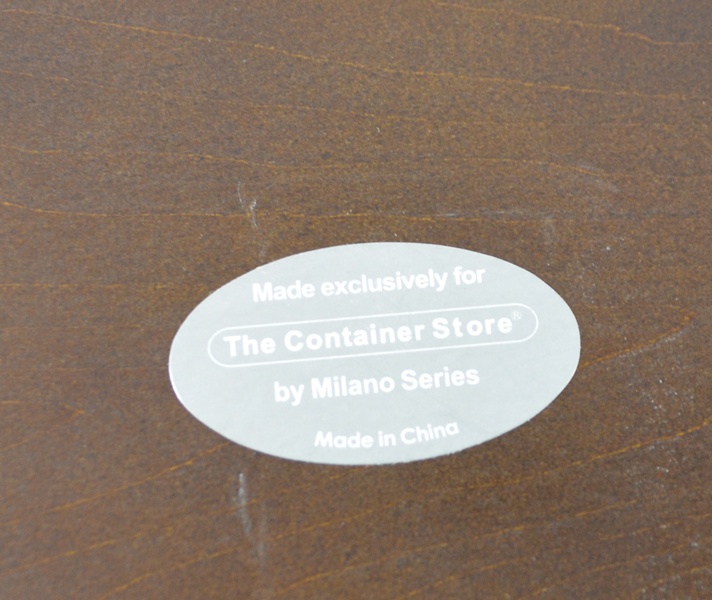 Made exclusively for
The Container Store®
by Milano Series
Made in China